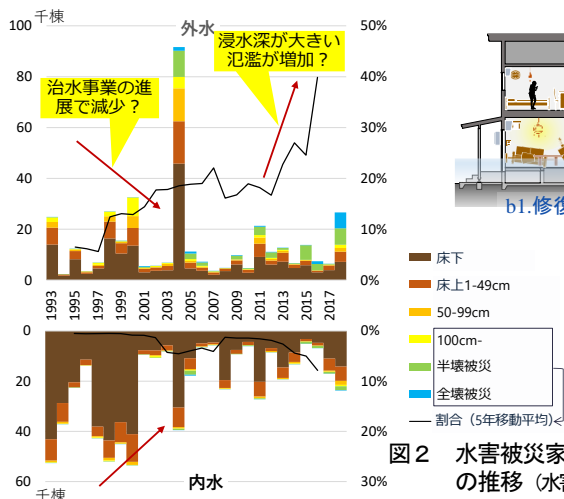 千棟
外水
100
80
60
40
20
0
50%
40%
30%
20%
10%
0%
治水事業の進
展で減少？
浸水深が大きい
氾濫が増加？
1993
1995
1997
1999
2001
2003
2005
2007
2009
2011
2013
2015
2017
0
20
40
60
0%
10%
20%
30%
内水
千棟
b1.修復
床下
床上1-49cm
50-99cm
100cm-
半壊被災
全壊被災
割合（5年移動平均）
図２ 水害被災家
の推移（水害